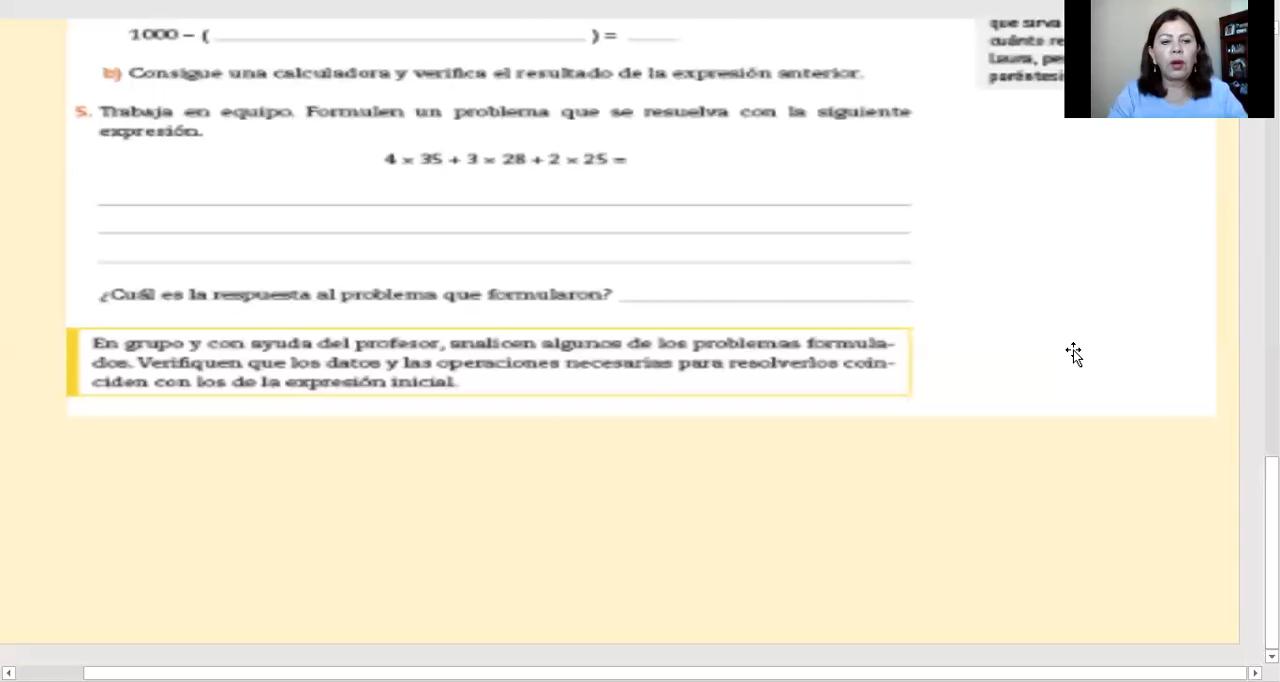 1000 – ( ______ ) = ____
b) Consigue una calculadora y verifica el resultado de la expresión anterior.
5. Trabaja en equipo. Formulen un problema que se resuelva con la siguiente
expresión.
4 × 35 + 3 × 28 + 2 × 25 =
¿Cuál es la respuesta al problema que formularon?
En grupo y con ayuda del profesor, analicen algunos de los problemas formula-
dos. Verifiquen que los datos y las operaciones necesarias para resolverlos coin-
ciden con los de la expresión inicial.
que sirva
cuánto re
Laura, pe
paréntesi